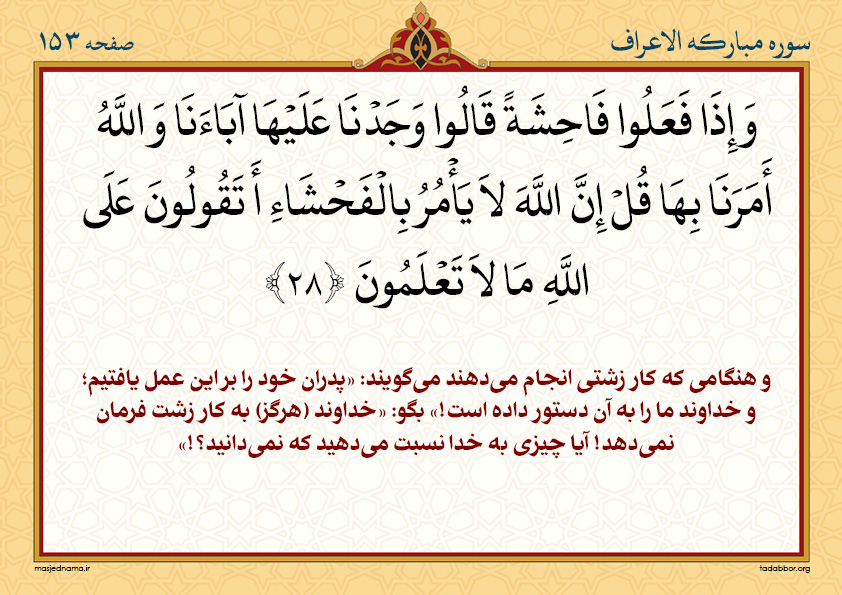 سوره مبارکه الاعراف
صفحه ۱۵۳
وَإِذَا فَعَلُوا فَاحِشَةً قَالُوا وَجَدْنَا عَلَيْهَا آبَاءَنَا وَ اللَّهُ
أَمَرَنَا بِهَا قُلْ إِنَّ اللَّهَ لاَ يَأْمُرُ بِالْفَحْشَاءِ أَ تَقُولُونَ عَلَى
اللَّهِ مَا لاَ تَعْلَمُونَ ﴿۲۸﴾
و هنگامی که کار زشتی انجام می‌دهند می‌گویند: «پدران خود را بر این عمل یافتیم؛
و خداوند ما را به آن دستور داده است!» بگو: «خداوند (هرگز) به کار زشت فرمان
نمی‌دهد! آیا چیزی به خدا نسبت می‌دهید که نمی‌دانید؟!»
masjednama.ir
tadabbor.org